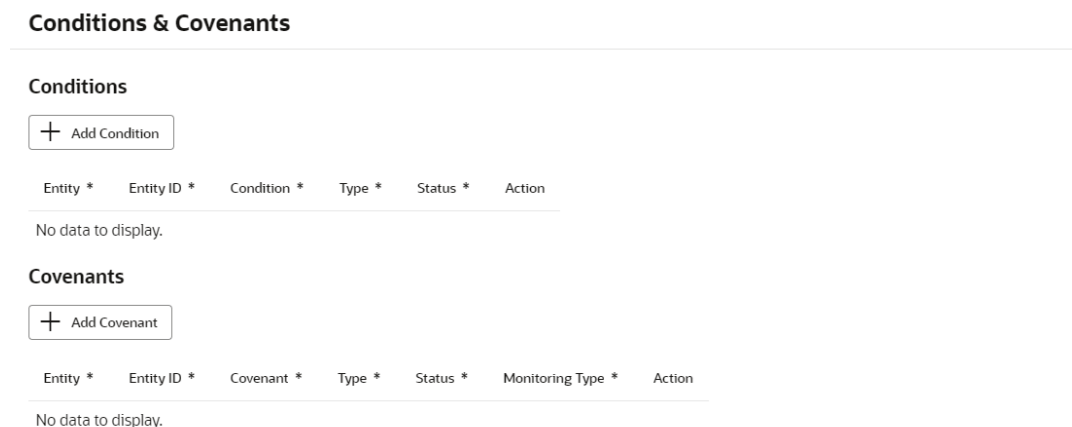 Conditions & Covenants
Conditions
Add Condition
Entity * Entity ID * Condition * Type * Status * Action
No data to display.
Covenants
Add Covenant
Entity * Entity ID * Covenant * Type * Status * Monitoring Type * Action
No data to display.